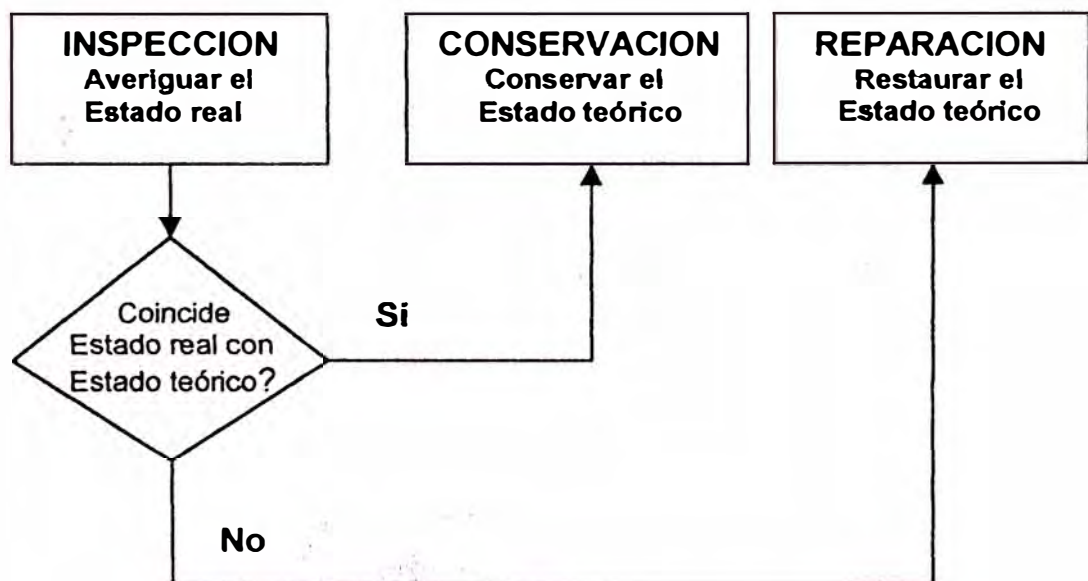 INSPECCION
Averiguar el
Estado real
CONSERVACION
Conservar el
Estado teórico
REPARACION
Restaurar el
Estado teórico
Coincide
Estado real con
Estado teórico?
Si
No